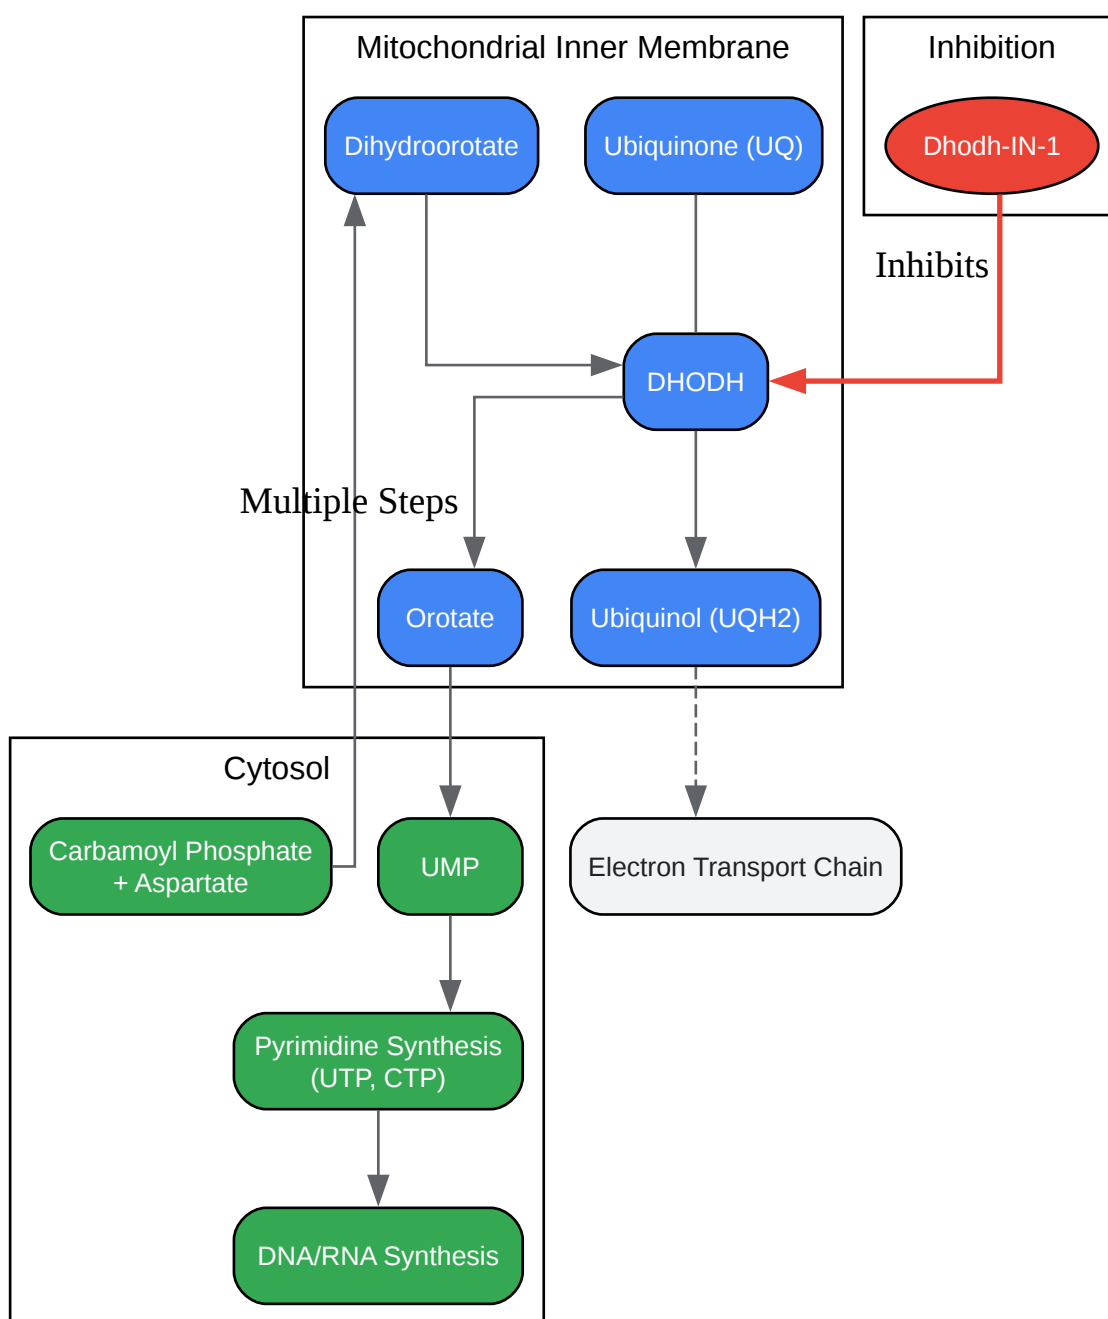 Mitochondrial Inner Membrane
Inhibition
Dihydroorotate
Ubiquinone (UQ)
Dhodh-IN-1
Inhibits
DHODH
Multiple Steps
Orotate
Ubiquinol (UQH2)
Cytosol
Carbamoyl Phosphate
+ Aspartate
UMP
Electron Transport Chain
Pyrimidine Synthesis
(UTP, CTP)
DNA/RNA Synthesis